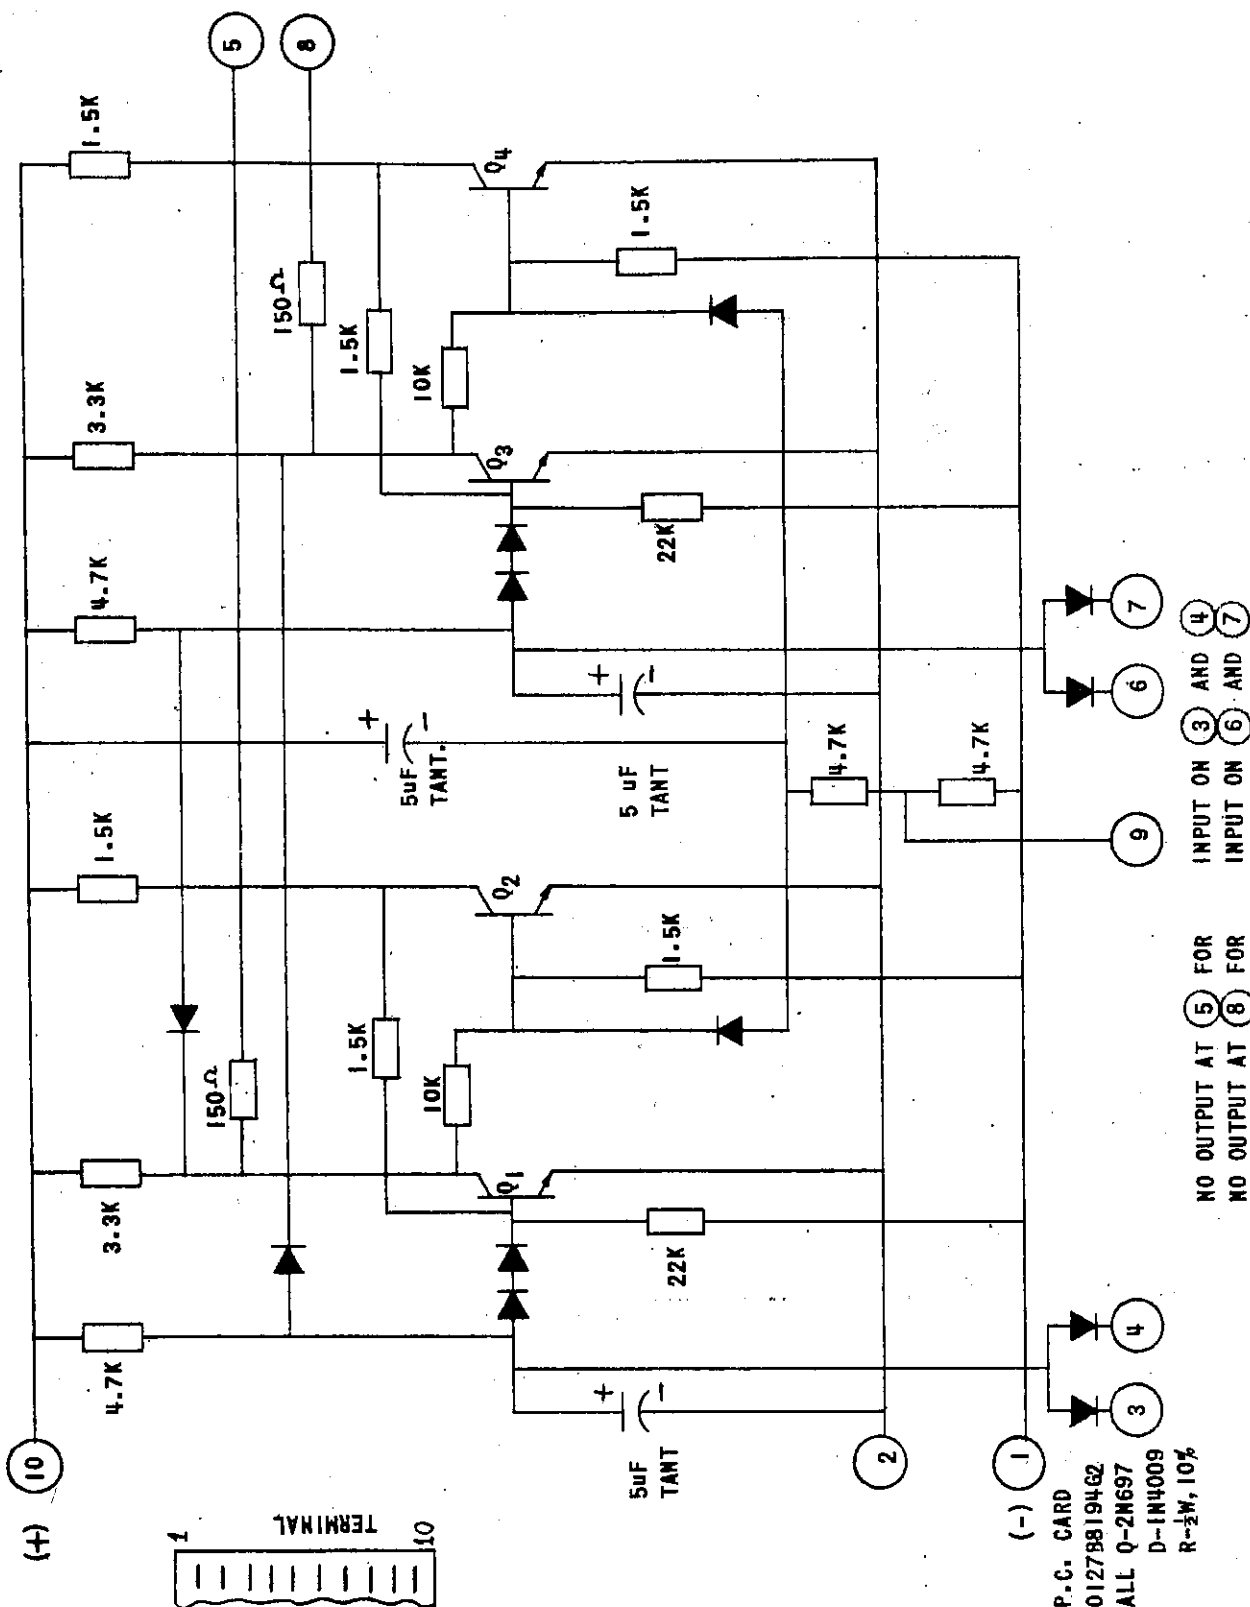 (+)
10
TERMINAL
1
10
4.7K
3.3K
1.5K
4.7K
3.3K
1.5K
5
8
150Ω
150Ω
1.5K
10K
1.5K
10K
+
-
5uF
TANT.
Q1
Q2
Q3
Q4
5uF
TANT
+
-
22K
1.5K
5 uF
TANT
+
-
22K
1.5K
4.7K
4.7K
2
(-)
1
3
4
9
6
7
P.C. CARD
0127B8194G2
ALL Q-2N697
D-1N4009
R-½W, 10%
NO OUTPUT AT 5 FOR INPUT ON 3 AND 4
NO OUTPUT AT 8 FOR INPUT ON 6 AND 7